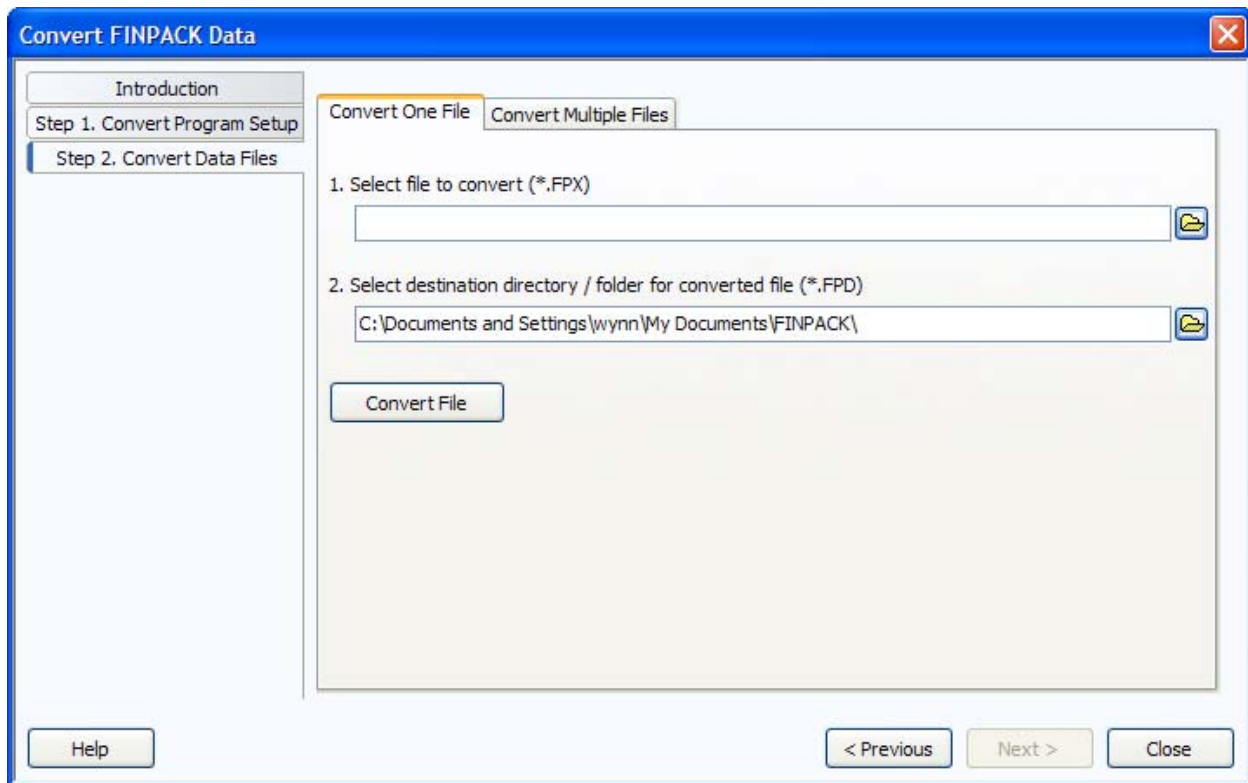 Convert FINPACK Data
Introduction
Step 1. Convert Program Setup
Step 2. Convert Data Files
Convert One File
Convert Multiple Files
1. Select file to convert (*.FPX)
2. Select destination directory / folder for converted file (*.FPD)
C:\Documents and Settings\wynn\My Documents\FINPACK\
Convert File
Help
< Previous
Next >
Close